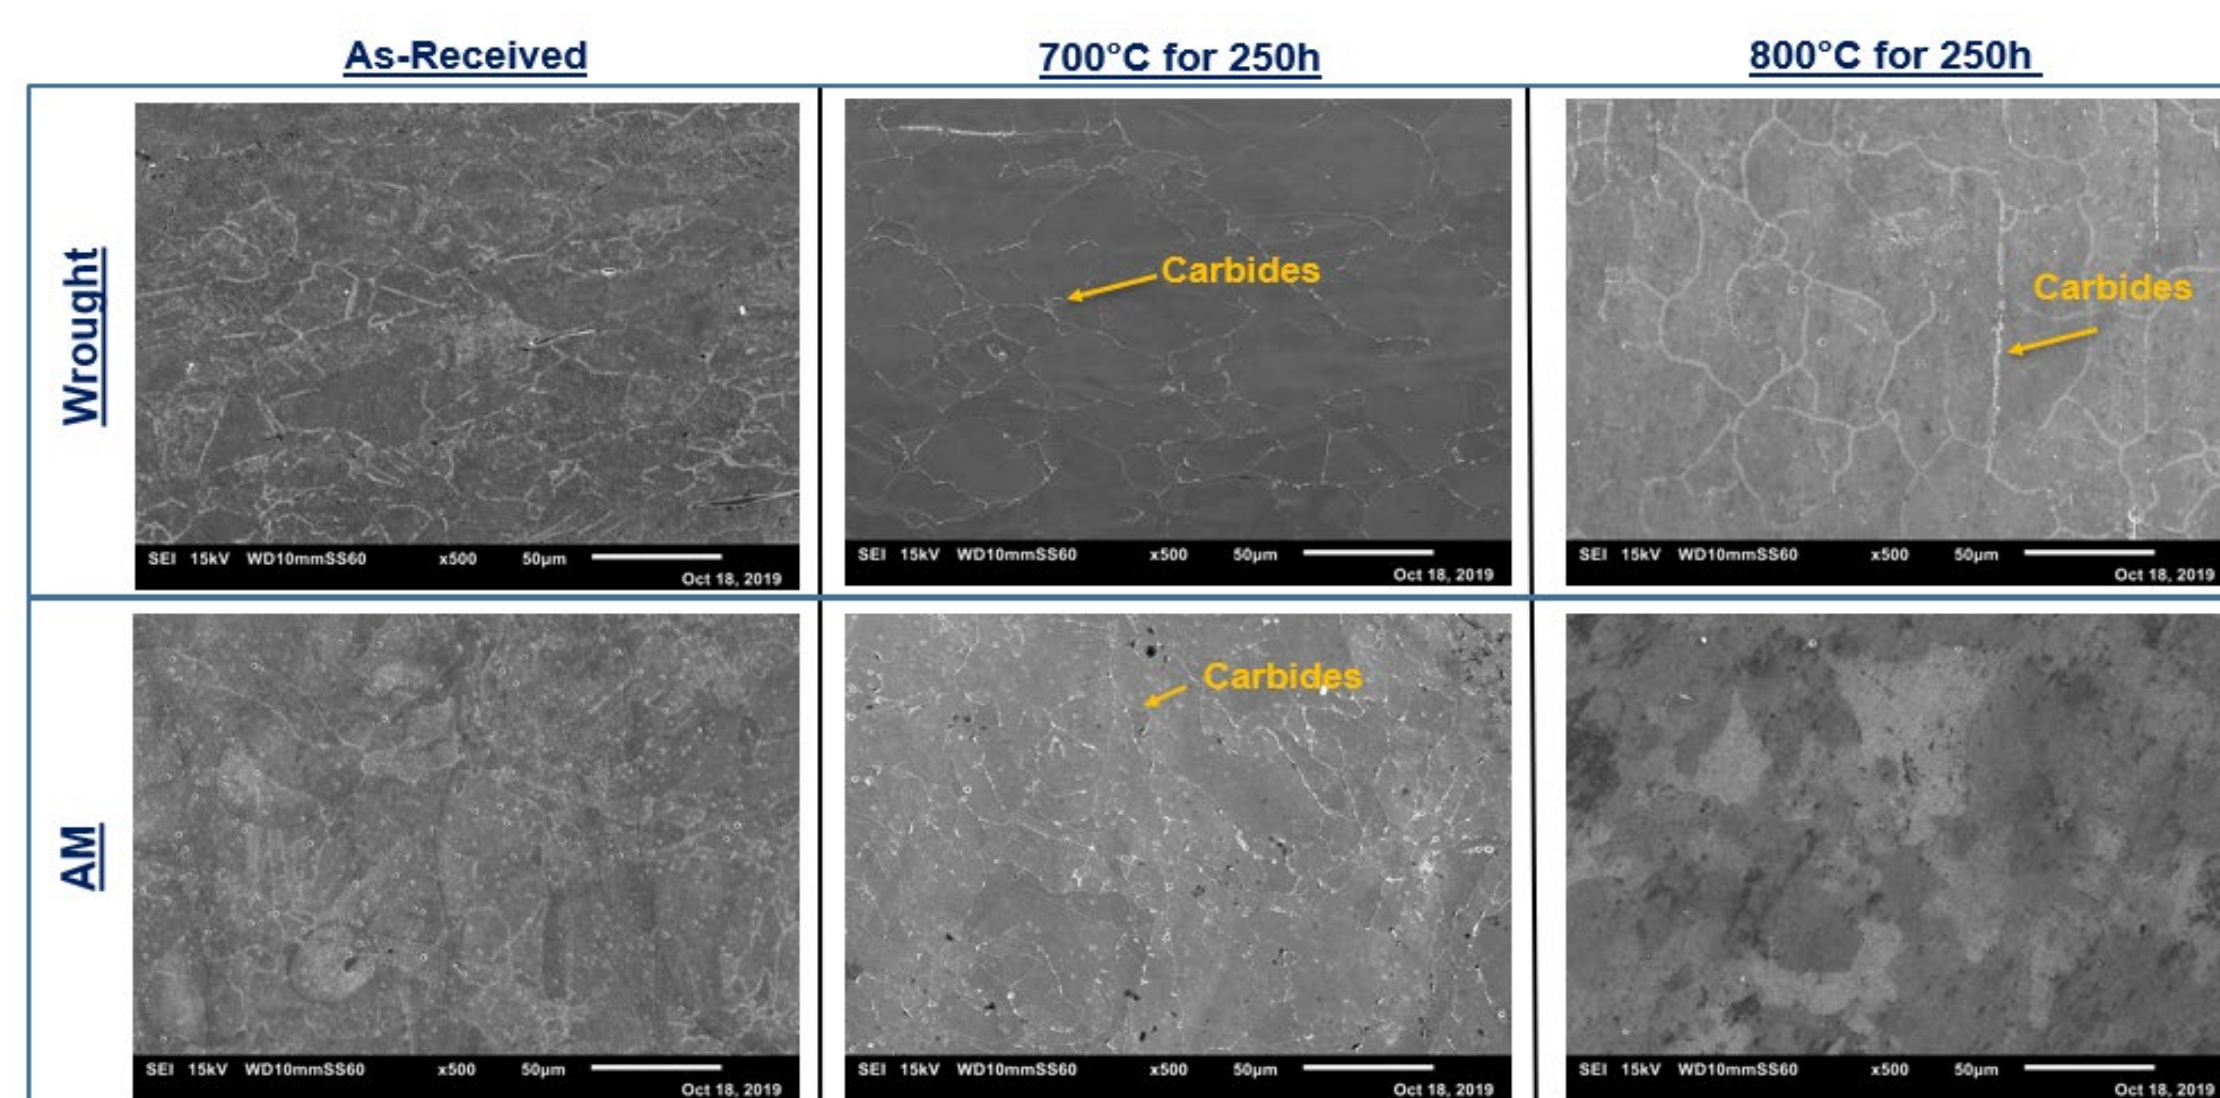 As-Received
700°C for 250h
800°C for 250h
Wrought
Carbides
Carbides
SEI 15kV WD10mmSS60 x500 50µm
Oct 18, 2019
SEI 15kV WD10mmSS60 x500 50µm
Oct 18, 2019
SEI 15kV WD10mmSS60 x500 50µm
Oct 18, 2019
AM
Carbides
SEI 15kV WD10mmSS60 x500 50µm
Oct 18, 2019
SEI 15kV WD10mmSS60 x500 50µm
Oct 18, 2019
SEI 15kV WD10mmSS60 x500 50µm
Oct 18, 2019